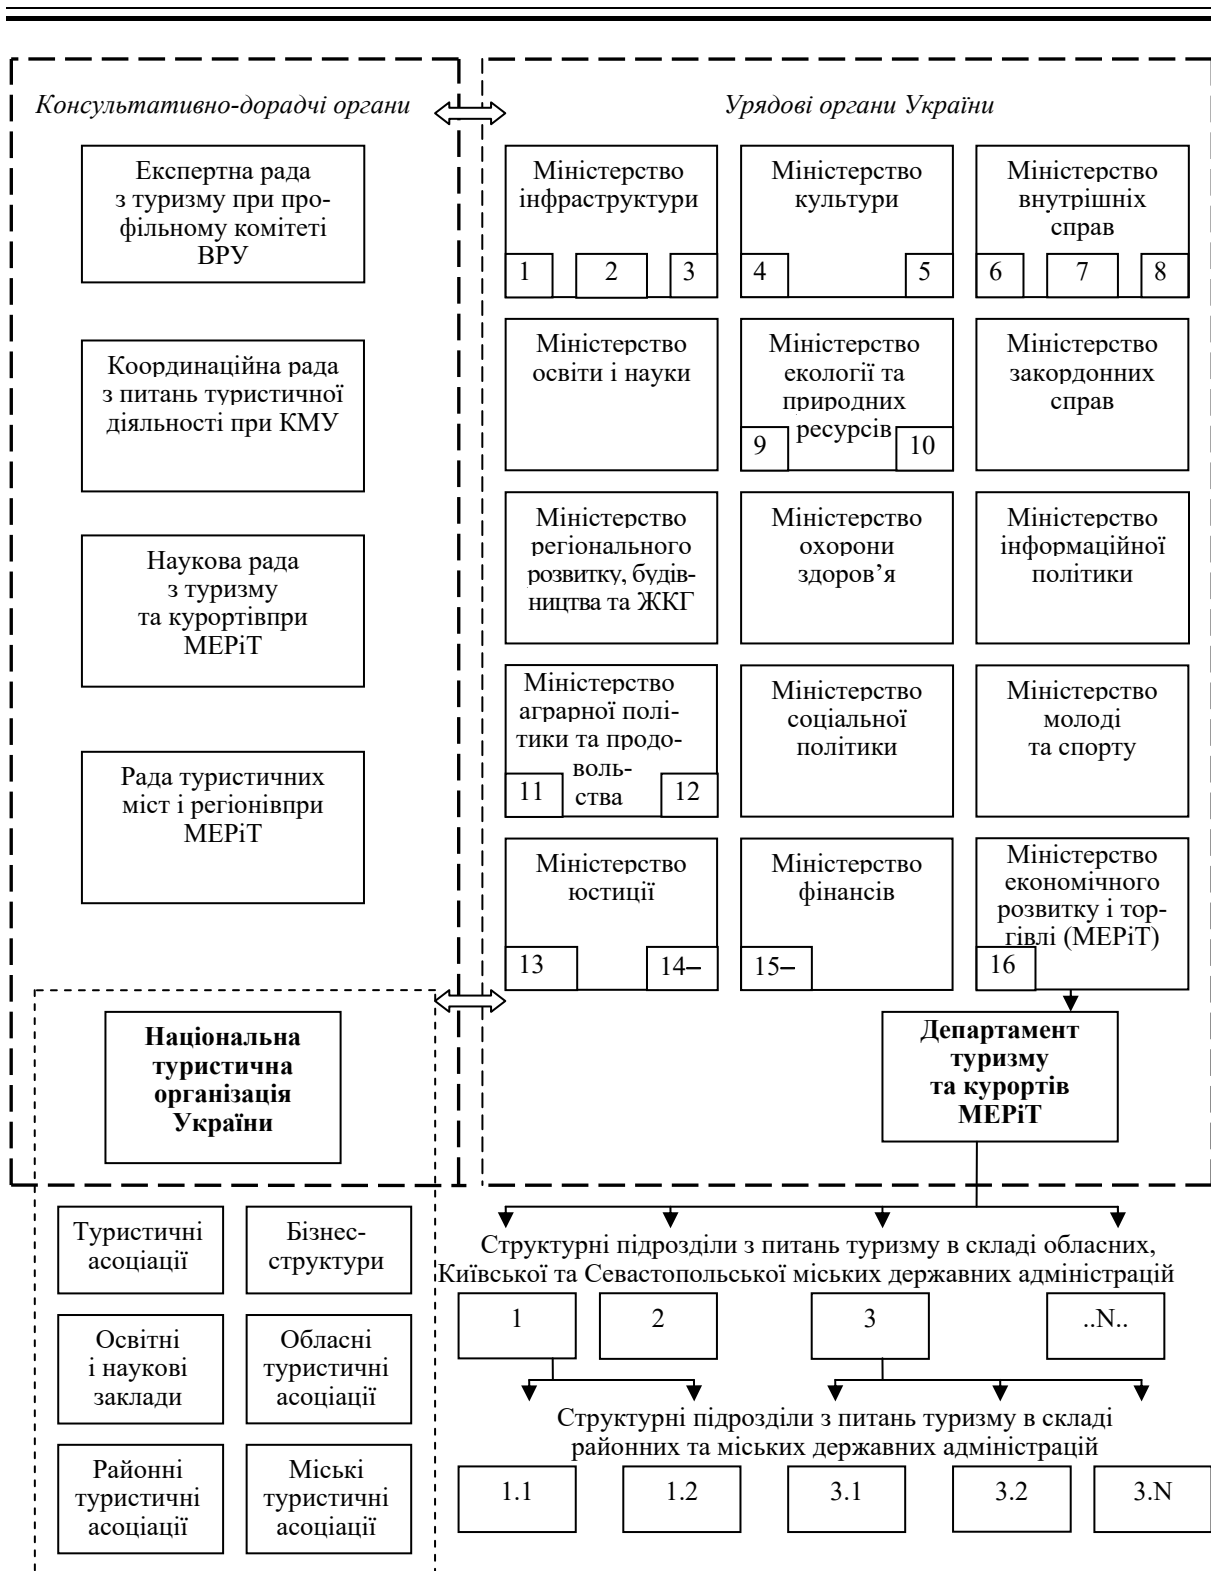 Консультативно-дорадчі органи
Експертна рада
з туризму при про-
фільному комітеті
ВРУ
Координаційна рада
з питань туристичної
діяльності при КМУ
Наукова рада
з туризму
та курортівпри
МЕРіТ
Рада туристичних
міст і регіонівпри
МЕРіТ
Національна
туристична
організація
України
Туристичні
асоціації
Бізнес-
структури
Освітні
і наукові
заклади
Обласні
туристичні
асоціації
Районні
туристичні
асоціації
Міські
туристичні
асоціації
Урядові органи України
Міністерство
інфраструктури
1 2 3
Міністерство
культури
4 5
Міністерство
внутрішніх
справ
6 7 8
Міністерство
освіти і науки
Міністерство
екології та
природних
ресурсів
9 10
Міністерство
закордонних
справ
Міністерство
регіонального
розвитку, будів-
ництва та ЖКГ
Міністерство
охорони
здоров’я
Міністерство
інформаційної
політики
Міністерство
аграрної полі-
тики та продо-
воль-
ства
11 12
Міністерство
соціальної
політики
Міністерство
молоді
та спорту
Міністерство
юстиції
13 14–
Міністерство
фінансів
15–
Міністерство
економічного
розвитку і тор-
гівлі (МЕРіТ)
16
Департамент
туризму
та курортів
МЕРіТ
Структурні підрозділи з питань туризму в складі обласних,
Київської та Севастопольської міських державних адміністрацій
1 2 3 ..N..
Структурні підрозділи з питань туризму в складі
районних та міських державних адміністрацій
1.1 1.2 3.1 3.2 3.N